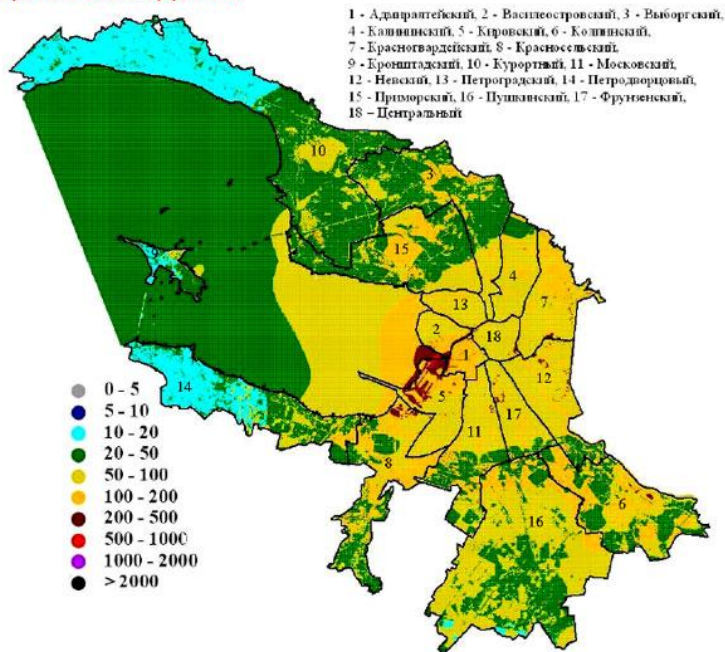 1 - Адмиралтейский, 2 - Василеостровский, 3 - Выборгский,
4 - Калининский, 5 - Кировский, 6 - Колпинский,
7 - Красногвардейский, 8 - Красносельский,
9 - Кронштадский, 10 - Курортный, 11 - Московский,
12 - Невский, 13 - Петроградский, 14 - Петродворцовый,
15 - Приморский, 16 - Пушкинский, 17 - Фрунзенский,
18 – Центральный
10
3
15
4
13
7
2
18
1
12
14
5
17
11
8
6
16
0 - 5
5 - 10
10 - 20
20 - 50
50 - 100
100 - 200
200 - 500
500 - 1000
1000 - 2000
> 2000